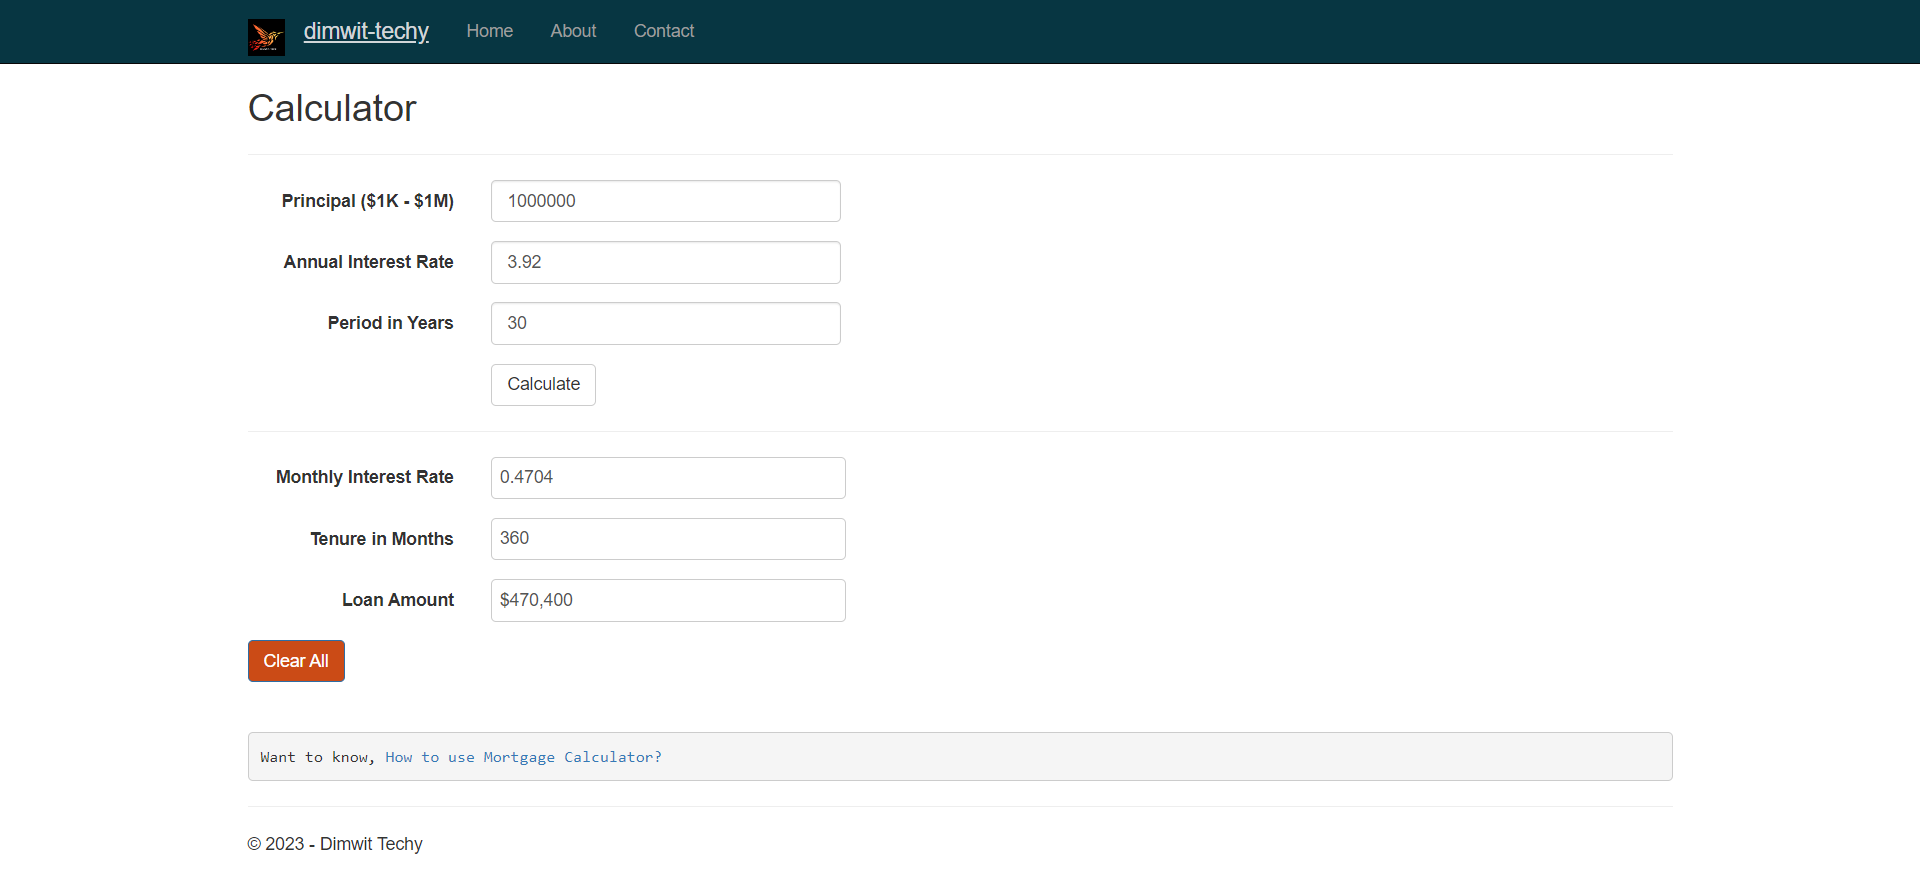 dimwit-techy Home About Contact
Calculator
Principal ($1K - $1M) 1000000
Annual Interest Rate 3.92
Period in Years 30
Calculate
Monthly Interest Rate 0.4704
Tenure in Months 360
Loan Amount $470,400
Clear All
Want to know, How to use Mortgage Calculator?
© 2023 - Dimwit Techy